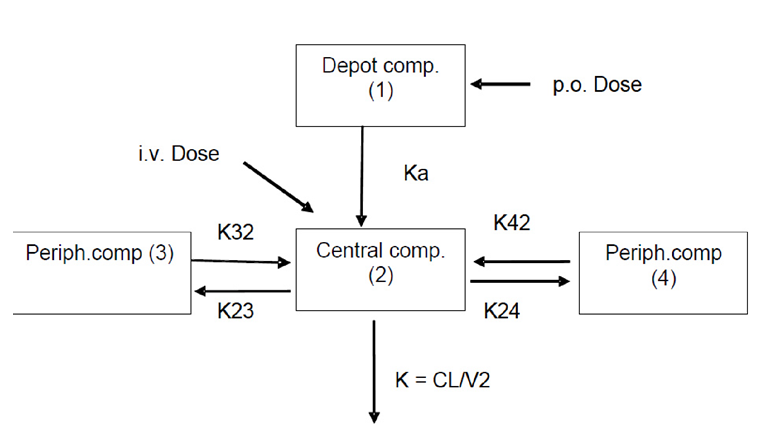 Depot comp.
(1)
p.o. Dose
i.v. Dose
Ka
K32
K42
Periph.comp (3)
Central comp.
(2)
Periph.comp
(4)
K23
K24
K = CL/V2